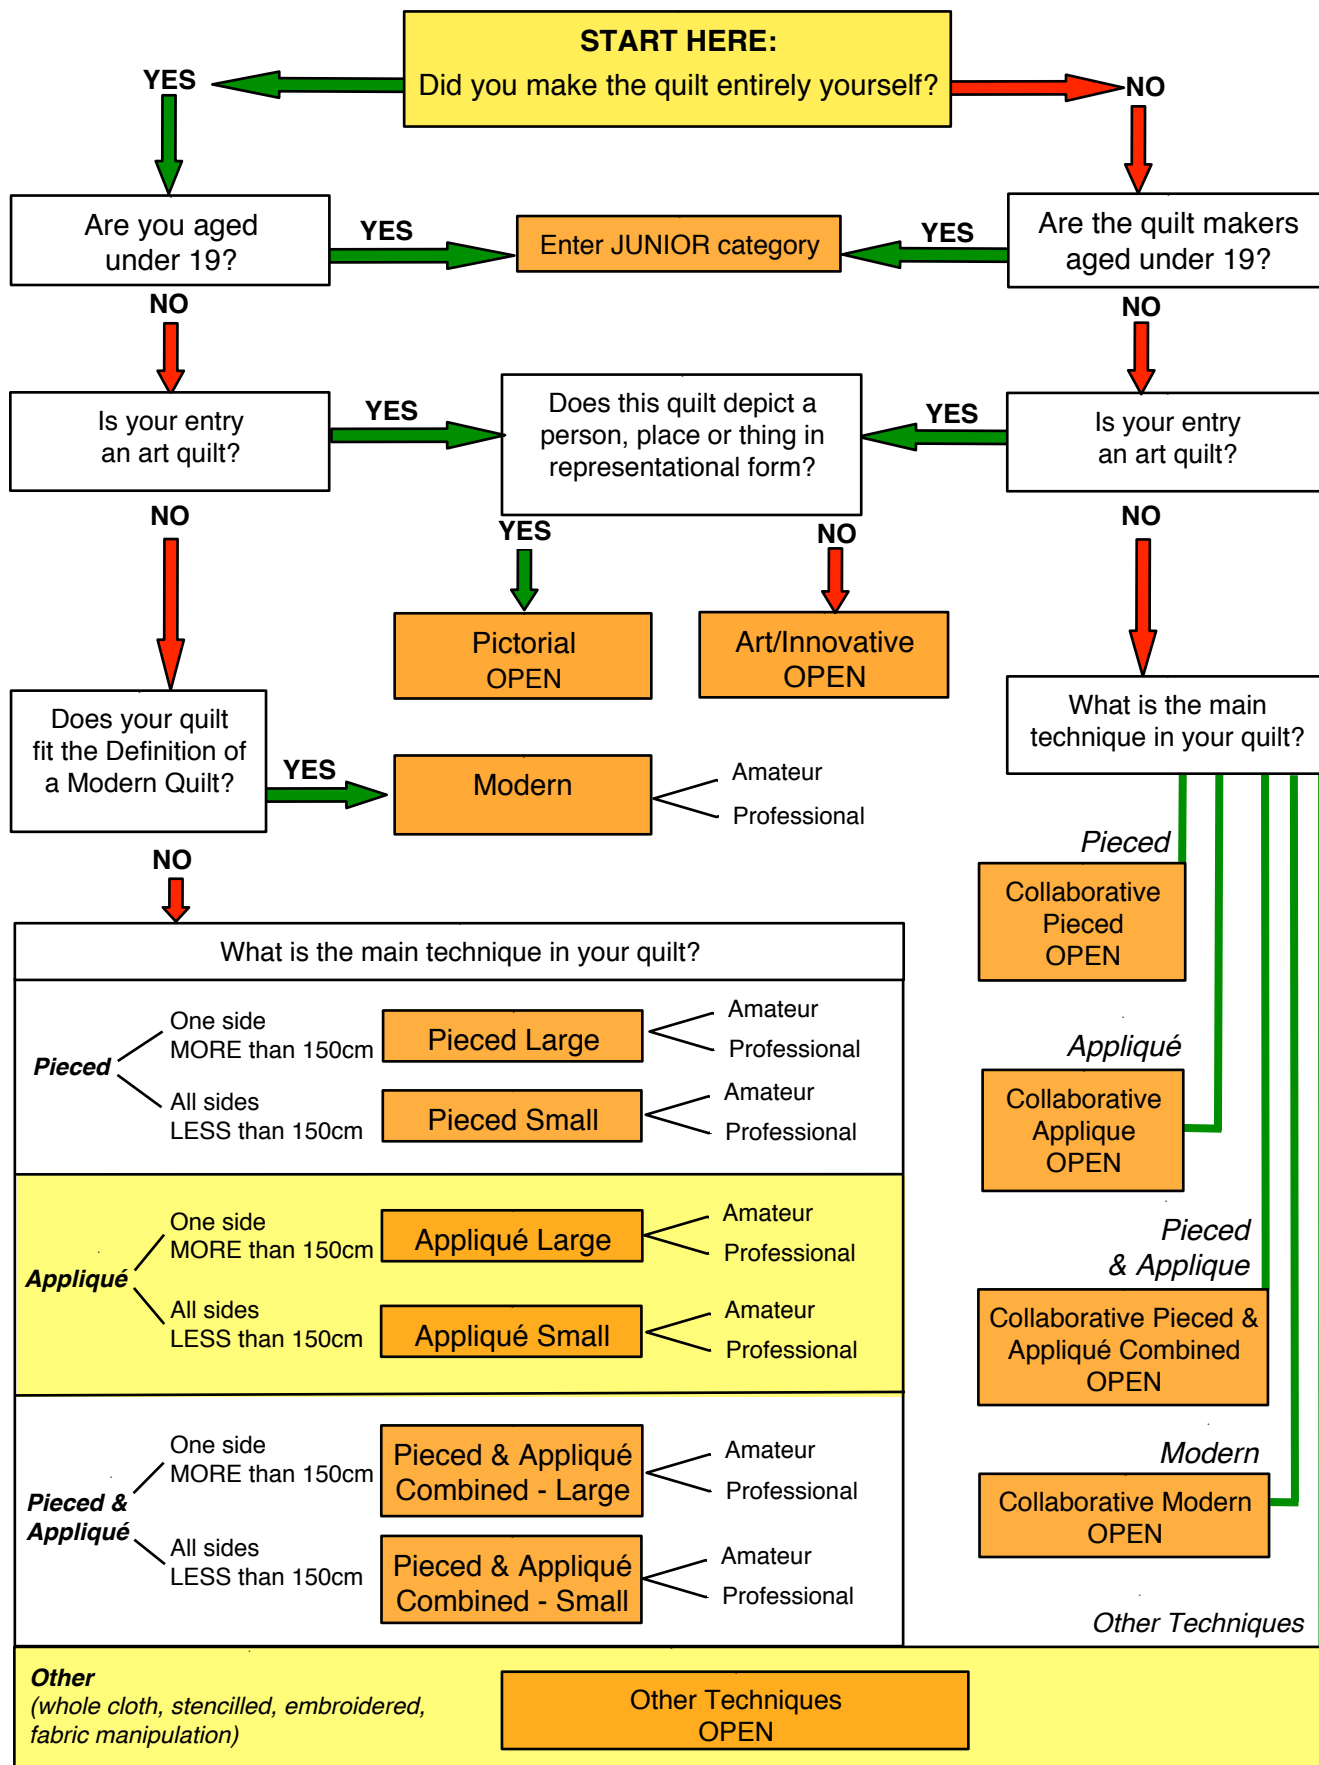 START HERE:
Did you make the quilt entirely yourself?
YES
NO
Are you aged
under 19?
YES
Enter JUNIOR category
YES
Are the quilt makers
aged under 19?
NO
NO
Is your entry
an art quilt?
YES
Does this quilt depict a
person, place or thing in
representational form?
YES
Is your entry
an art quilt?
NO
YES
NO
NO
Pictorial
OPEN
Art/Innovative
OPEN
Does your quilt
fit the Definition of
a Modern Quilt?
YES
Modern
Amateur
Professional
What is the main
technique in your quilt?
NO
What is the main technique in your quilt?
Pieced
One side
MORE than 150cm
Pieced Large
Amateur
Professional
All sides
LESS than 150cm
Pieced Small
Amateur
Professional
Appliqué
One side
MORE than 150cm
Appliqué Large
Amateur
Professional
All sides
LESS than 150cm
Appliqué Small
Amateur
Professional
Pieced &
Appliqué
One side
MORE than 150cm
Pieced & Appliqué
Combined - Large
Amateur
Professional
All sides
LESS than 150cm
Pieced & Appliqué
Combined - Small
Amateur
Professional
Pieced
Collaborative
Pieced
OPEN
Appliqué
Collaborative
Applique
OPEN
Pieced
& Applique
Collaborative Pieced &
Appliqué Combined
OPEN
Modern
Collaborative Modern
OPEN
Other Techniques
Other
(whole cloth, stencilled, embroidered,
fabric manipulation)
Other Techniques
OPEN